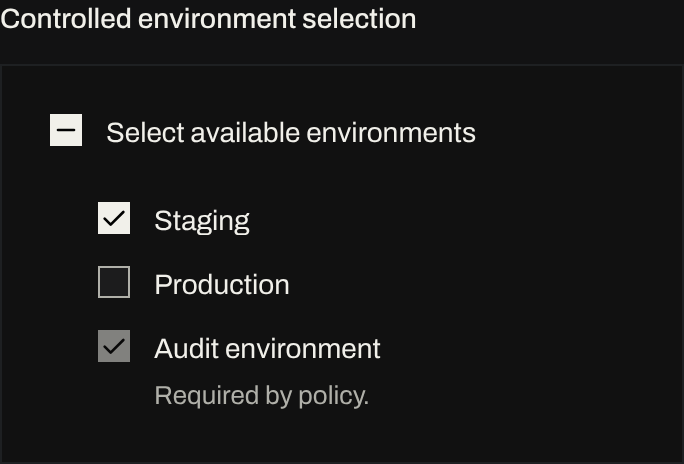 Controlled environment selection
Select available environments
Staging
Production
Audit environment
Required by policy.